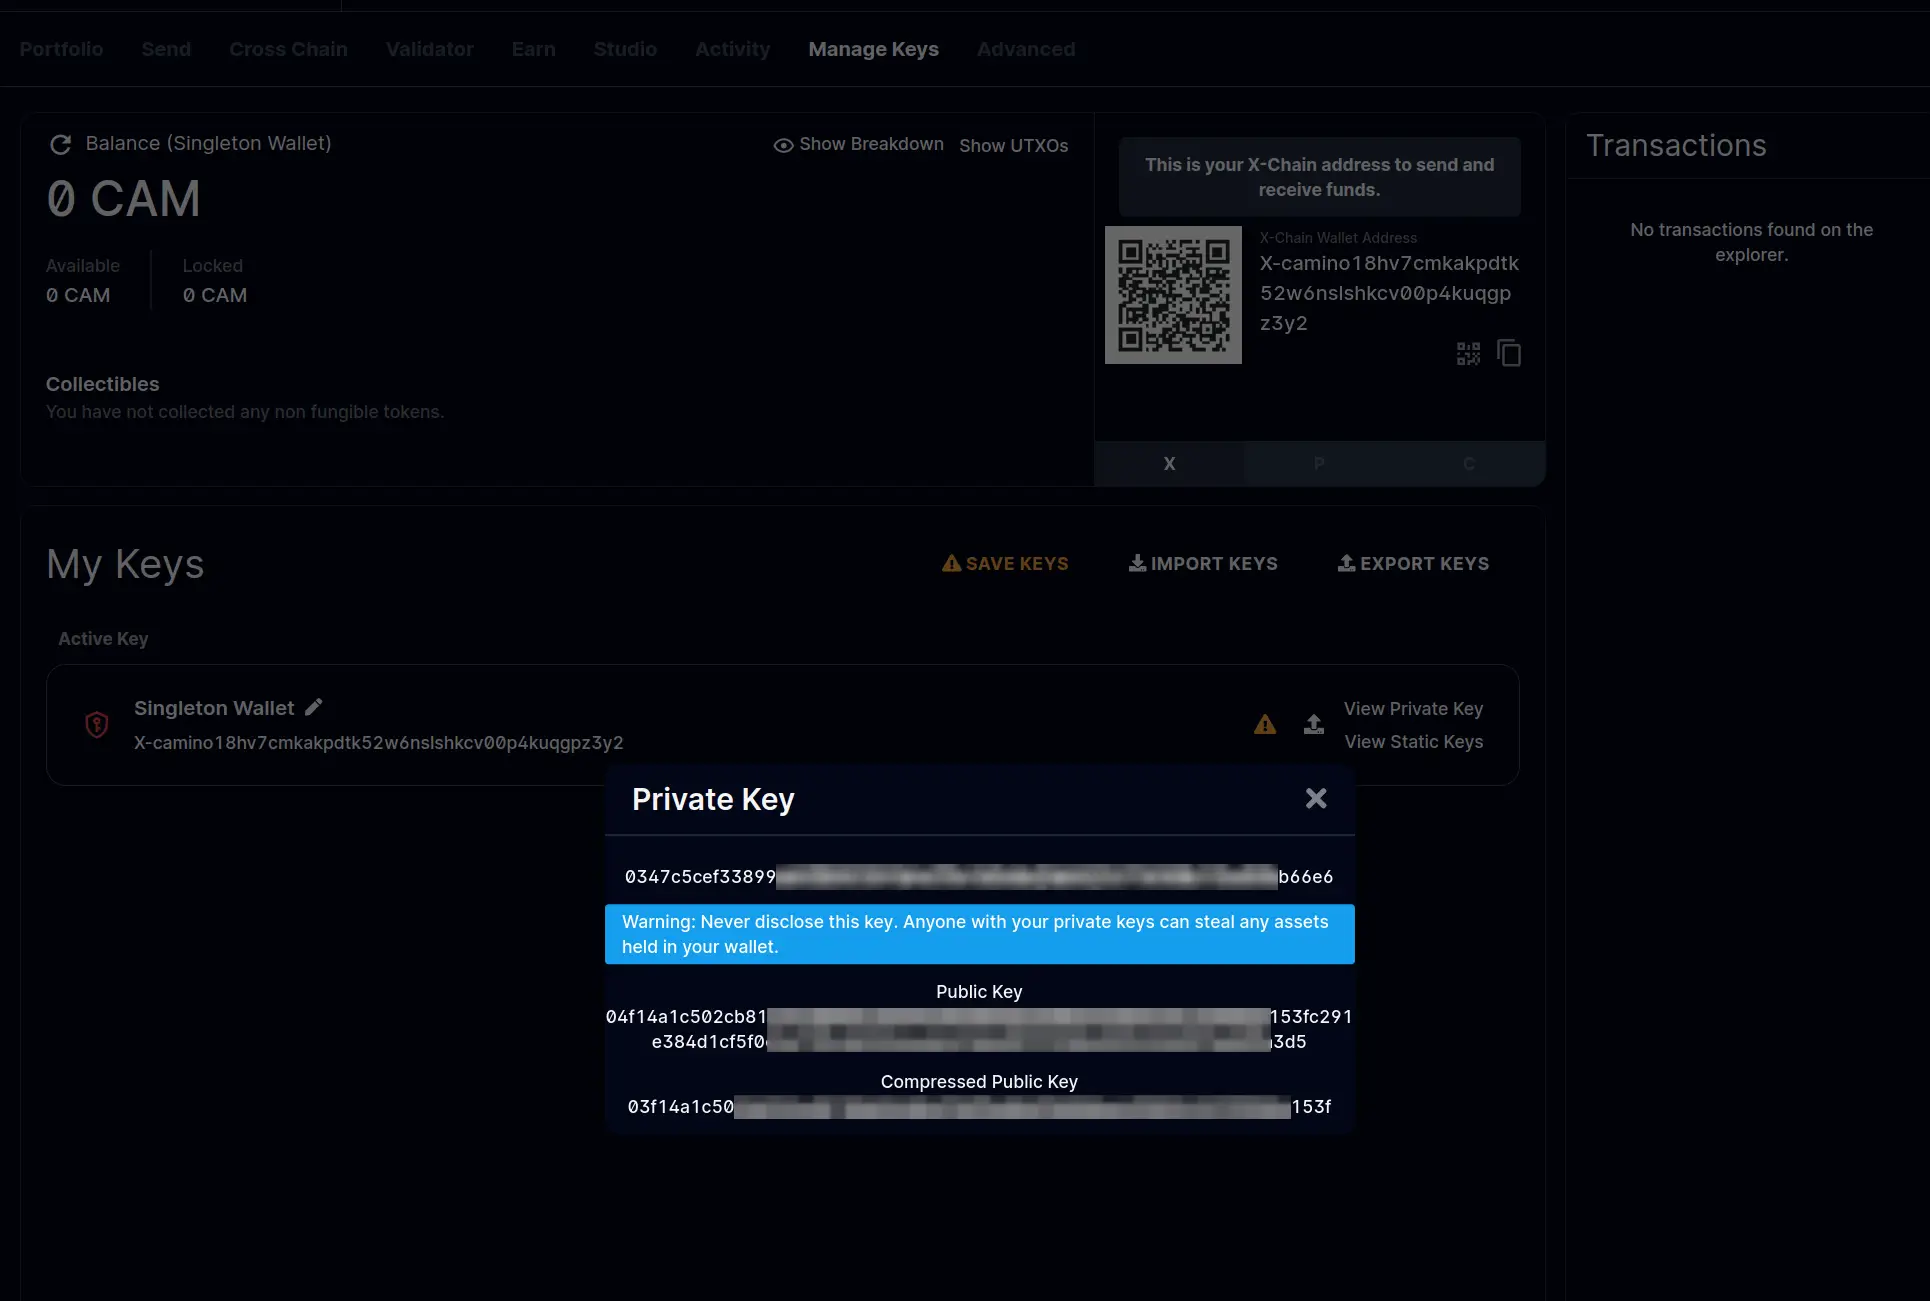 Portfolio Send Cross Chain Validator Earn Studio Activity Manage Keys Advanced
Balance (Singleton Wallet)
Show Breakdown Show UTXOs
0 CAM
Available Locked
0 CAM 0 CAM
Collectibles
You have not collected any non fungible tokens.
This is your X-Chain address to send and
receive funds.
X-Chain Wallet Address
X-camino18hv7cmkakpdtk
52w6nslshkcv00p4kuqgp
z3y2
X P C
Transactions
No transactions found on the
explorer.
My Keys
SAVE KEYS IMPORT KEYS EXPORT KEYS
Active Key
Singleton Wallet
X-camino18hv7cmkakpdtk52w6nslshkcv00p4kuqgpz3y2
View Private Key
View Static Keys
Private Key
0347c5cef33899 b66e6
Warning: Never disclose this key. Anyone with your private keys can steal any assets
held in your wallet.
Public Key
04f14a1c502cb81 153fc291
e384d1cf5f0 3d5
Compressed Public Key
03f14a1c50 153f